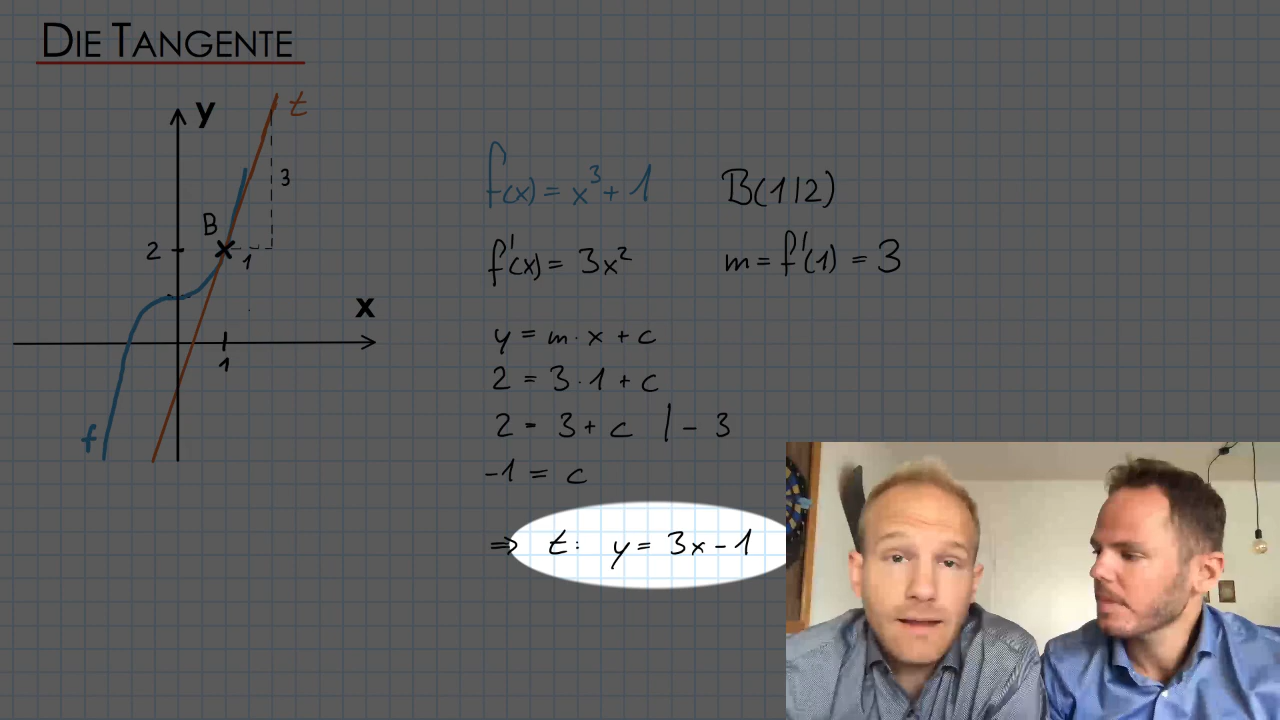 DIE TANGENTE
y
t
3
B
2
1
x
1
f
f(x) = x³ + 1
B(1|2)
f'(x) = 3x²
m = f'(1) = 3
y = m · x + c
2 = 3 · 1 + c
2 = 3 + c | - 3
-1 = c
⇒ t: y = 3x - 1